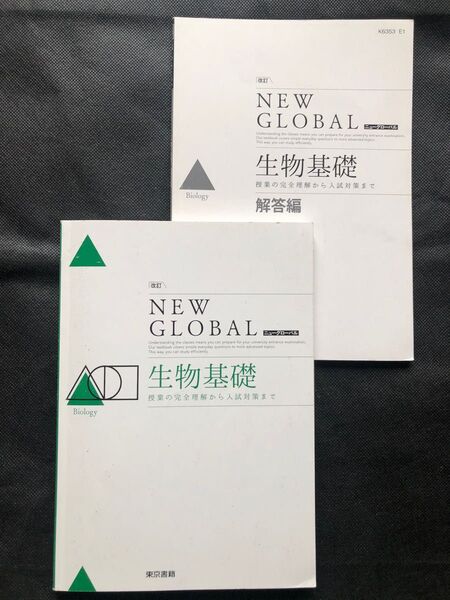 K6353 E1
改訂
NEW
GLOBAL ニューグローバル
Understanding the classes means you can prepare for your university entrance examination.
Our textbook covers simple everyday questions to more advanced topics.
This way, you can study efficiently.
生物基礎
授業の完全理解から入試対策まで
Biology
解答編
改訂
NEW
GLOBAL ニューグローバル
Understanding the classes means you can prepare for your university entrance examination.
Our textbook covers simple everyday questions to more advanced topics.
This way, you can study efficiently.
生物基礎
授業の完全理解から入試対策まで
Biology
東京書籍